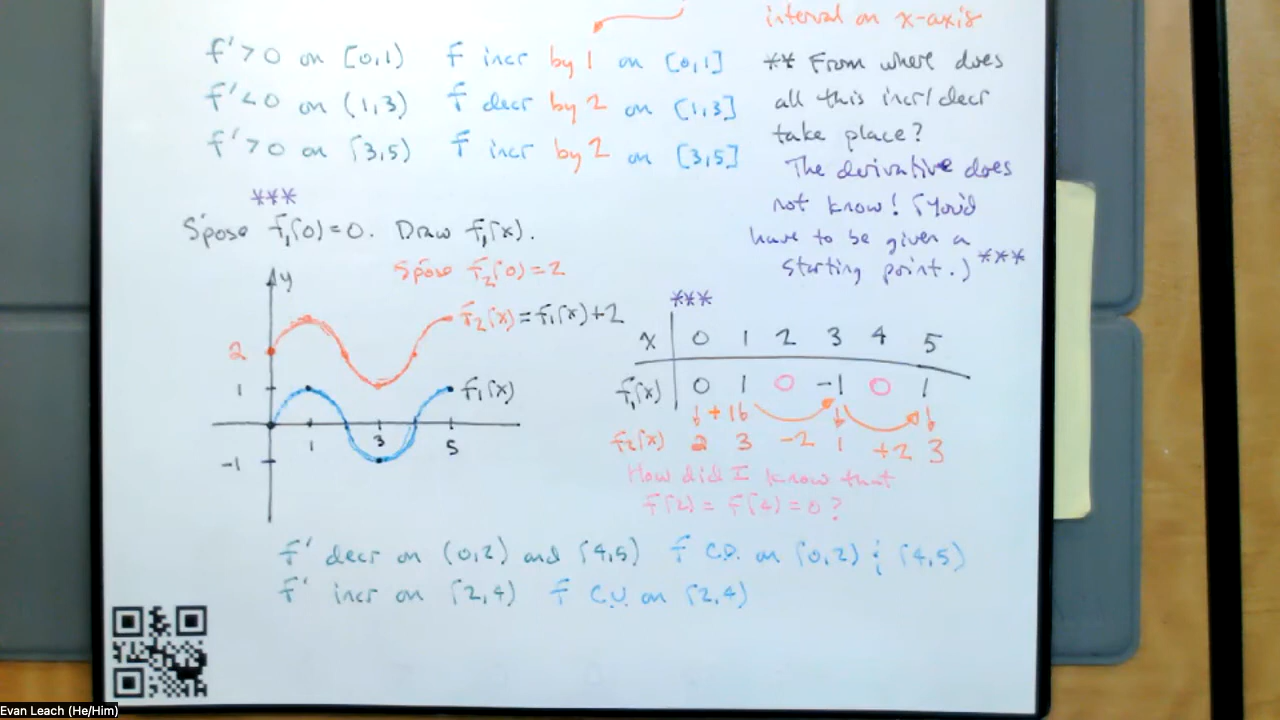 interval on x-axis
f' > 0 on [0,1) f incr by 1 on [0,1]
f' < 0 on (1,3) f decr by 2 on [1,3]
f' > 0 on (3,5) f incr by 2 on [3,5]
** From where does
all this incr/decr
take place?
The derivative does
not know! (You'd
have to be given a
starting point.) ***
***
S'pose f₁(0)=0. Draw f₁(x).
S'pose f₂(0)=2
y
f₂(x) = f₁(x)+2
2
1
f₁(x)
1 3 5
-1
***
x 0 1 2 3 4 5
f₁(x) 0 1 0 -1 0 1
↓ +1 ↓ ↓ ↓
f₂(x) 2 3 -2 1 +2 3
How did I know that
f(2) = f(4) = 0?
f' decr on (0,2) and (4,5) f C.D. on (0,2) & (4,5)
f' incr on (2,4) f C.U. on (2,4)
Evan Leach (He/Him)